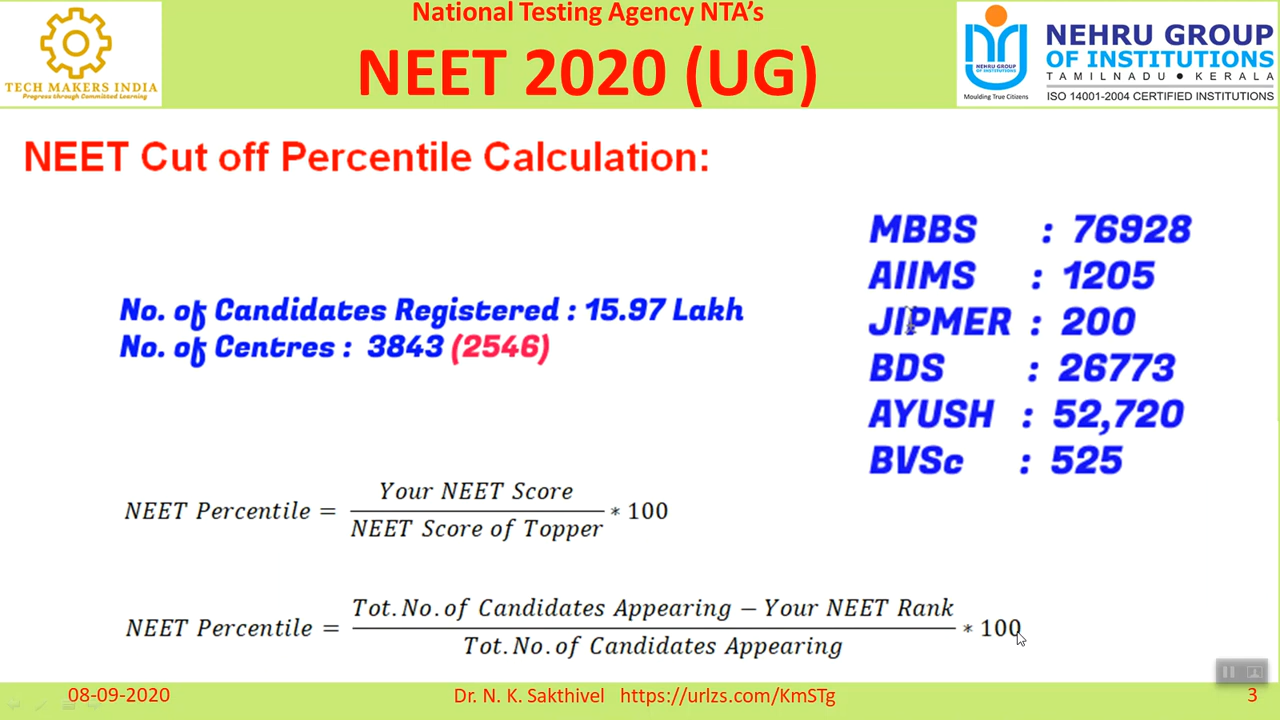 National Testing Agency NTA's
NEET 2020 (UG)
TECH MAKERS INDIA
Progress through Committed Learning
NEHRU GROUP
OF INSTITUTIONS
Moulding True Citizens
NEHRU GROUP
OF INSTITUTIONS
TAMILNADU • KERALA
ISO 14001-2004 CERTIFIED INSTITUTIONS
NEET Cut off Percentile Calculation:
No. of Candidates Registered : 15.97 Lakh
No. of Centres : 3843 (2546)
MBBS : 76928
AIIMS : 1205
JIPMER : 200
BDS : 26773
AYUSH : 52,720
BVSc : 525
NEET Percentile = Your NEET Score / NEET Score of Topper * 100
NEET Percentile = Tot. No. of Candidates Appearing − Your NEET Rank / Tot. No. of Candidates Appearing * 100
08-09-2020
Dr. N. K. Sakthivel https://urlzs.com/KmSTg
3